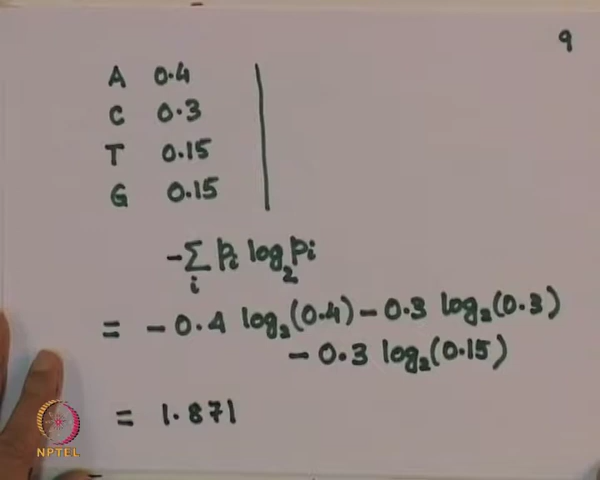 9
A 0.4
C 0.3
T 0.15
G 0.15
-∑i pi log2 pi
= -0.4 log2(0.4) - 0.3 log2(0.3)
- 0.3 log2(0.15)
= 1.871
NPTEL